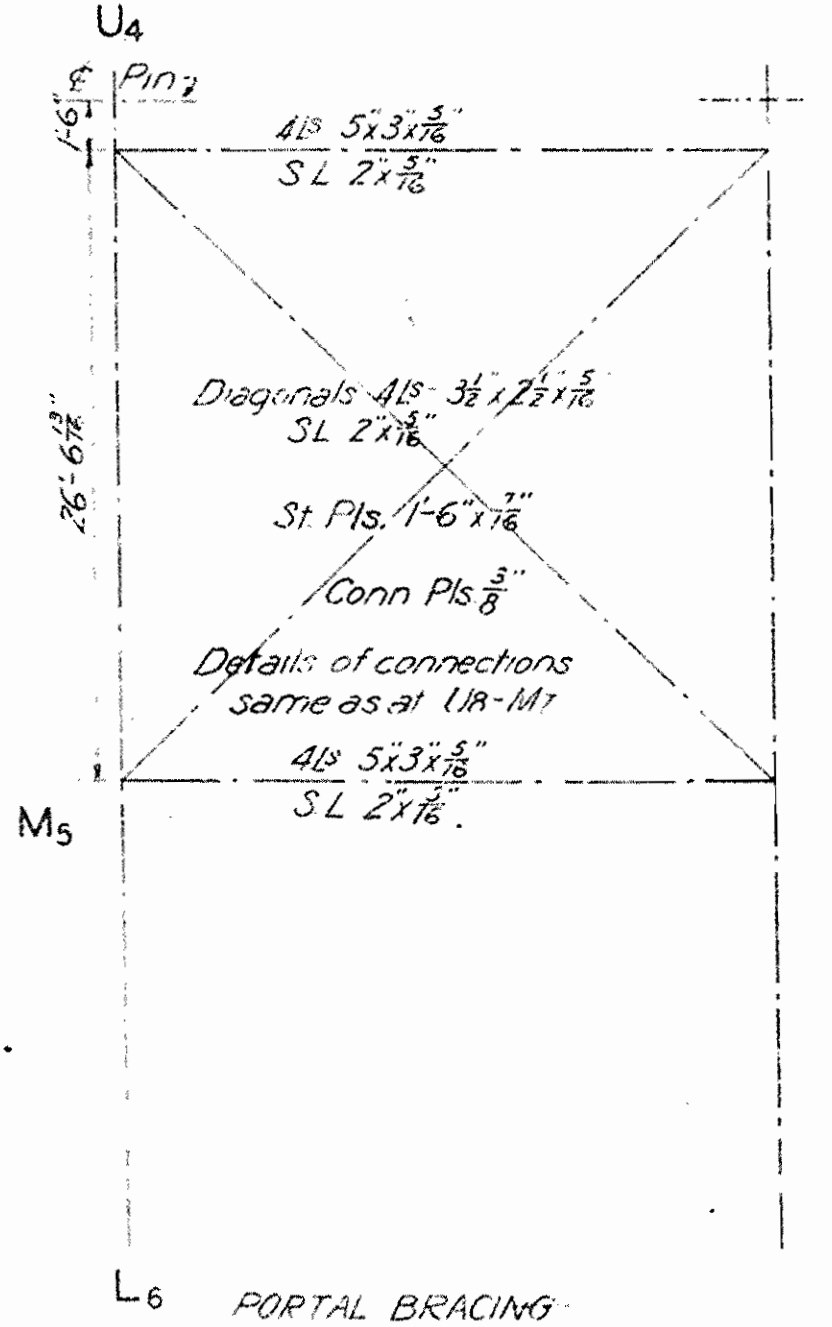 U4
℄ Pin
1'-6"
4Ls 5"x3"x5/16"
SL 2"x5/16"
26'-6 13/16"
Diagonals 4Ls-3 1/2"x2 1/2"x5/16"
SL 2"x5/16"
St. Pls. 1'-6"x7/16"
Conn Pls 3/8"
Details of connections
same as at U8-M7
4Ls 5"x3"x5/16"
S.L 2"x5/16".
M5
L6
PORTAL BRACING